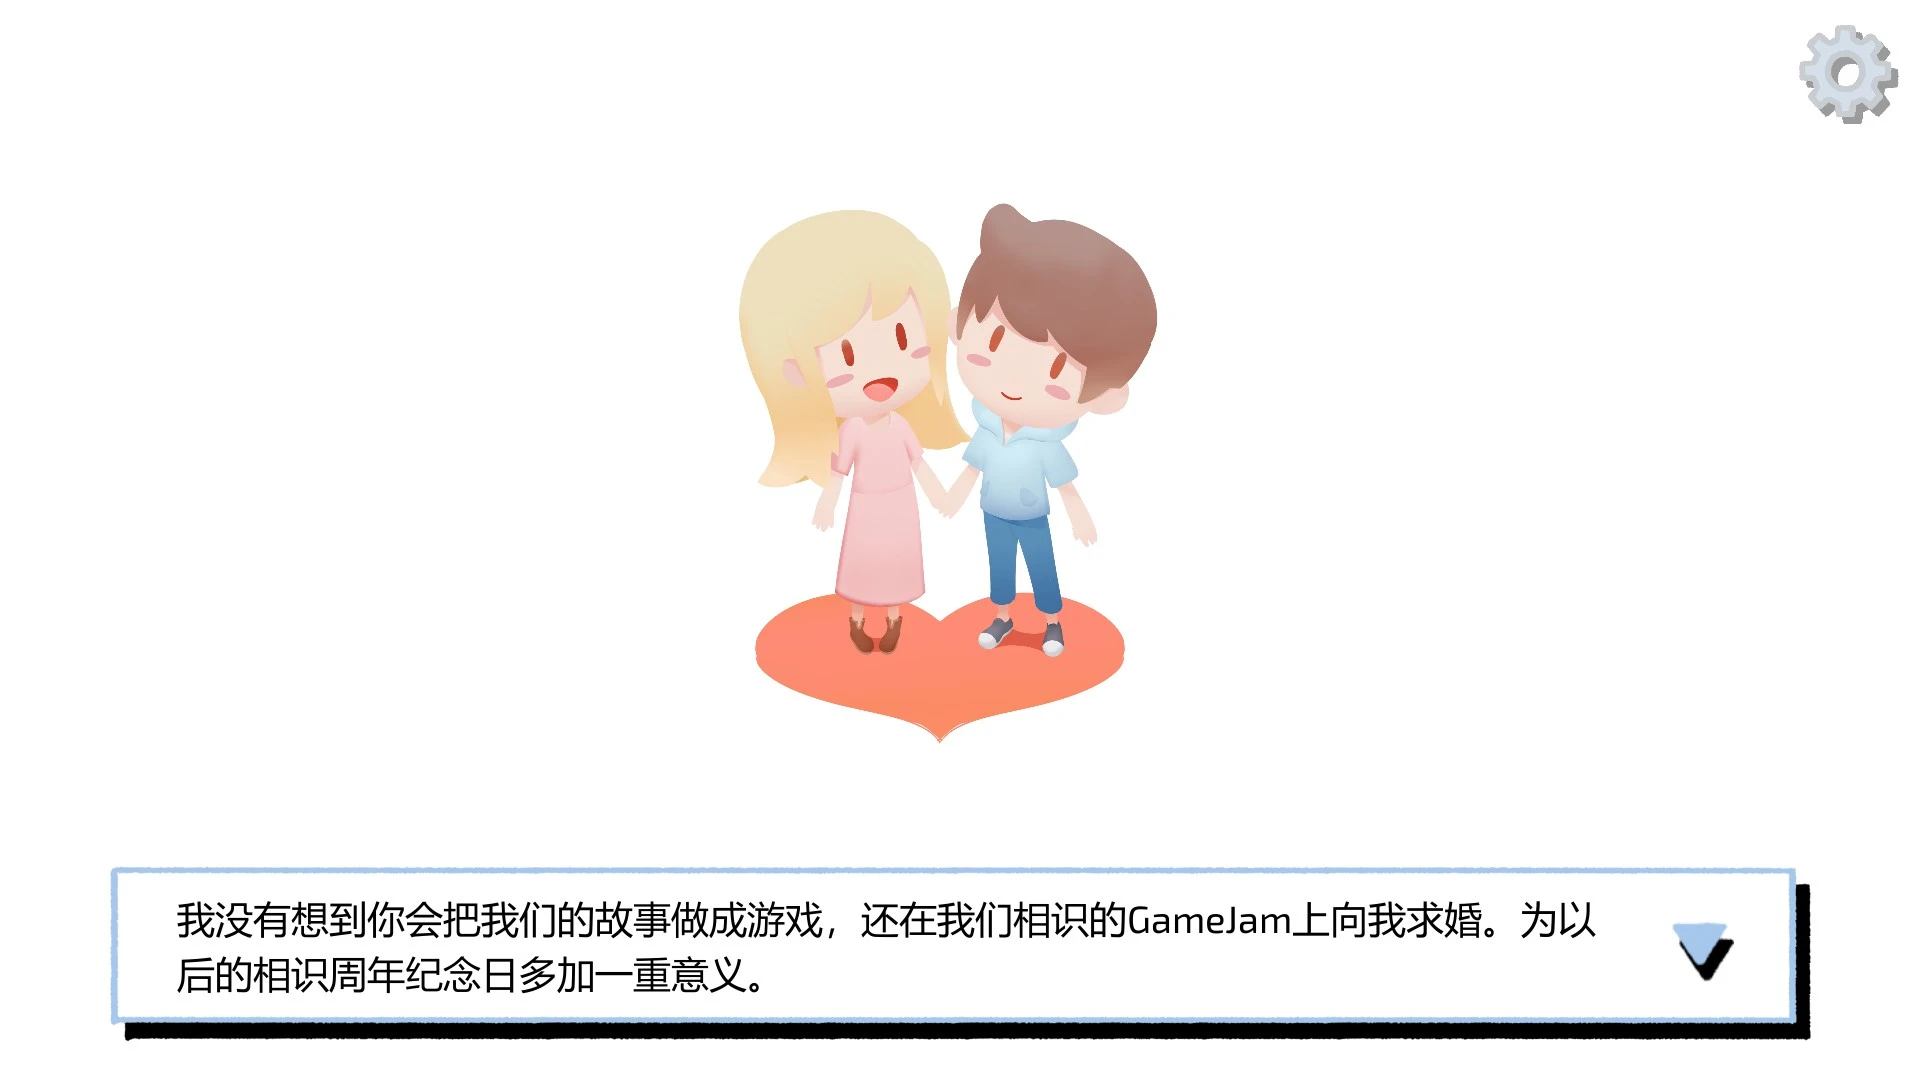 我没有想到你会把我们的故事做成游戏，还在我们相识的GameJam上向我求婚。为以
后的相识周年纪念日多加一重意义。